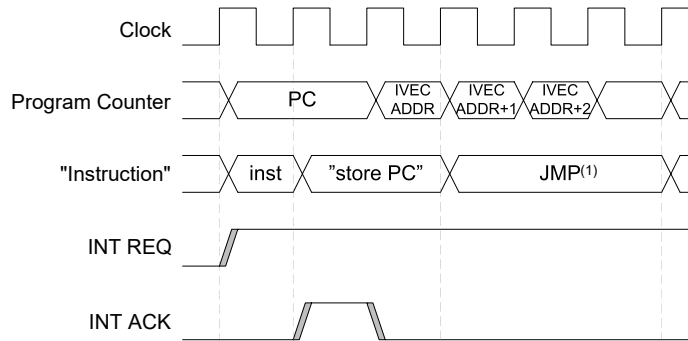 Clock
Program Counter
PC
IVEC
ADDR
IVEC
ADDR+1
IVEC
ADDR+2
"Instruction"
inst
"store PC"
JMP(1)
INT REQ
INT ACK